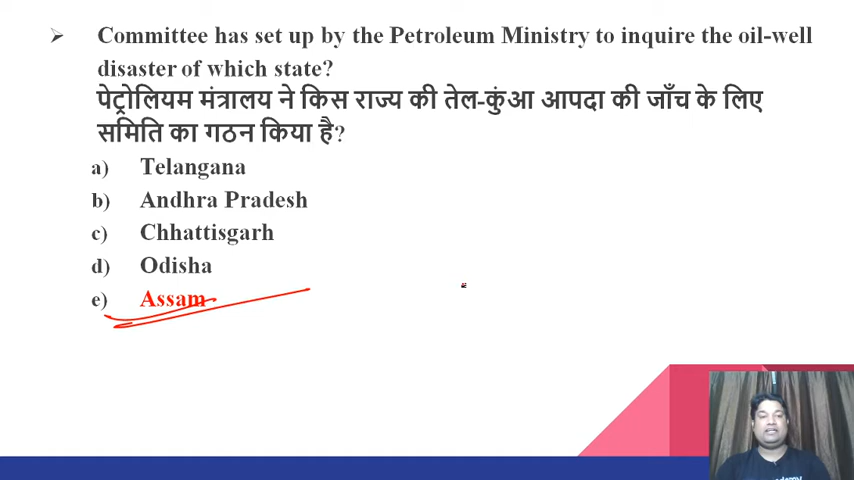 Committee has set up by the Petroleum Ministry to inquire the oil-well
disaster of which state?
पेट्रोलियम मंत्रालय ने किस राज्य की तेल-कुंआ आपदा की जाँच के लिए
समिति का गठन किया है?
a) Telangana
b) Andhra Pradesh
c) Chhattisgarh
d) Odisha
e) Assam